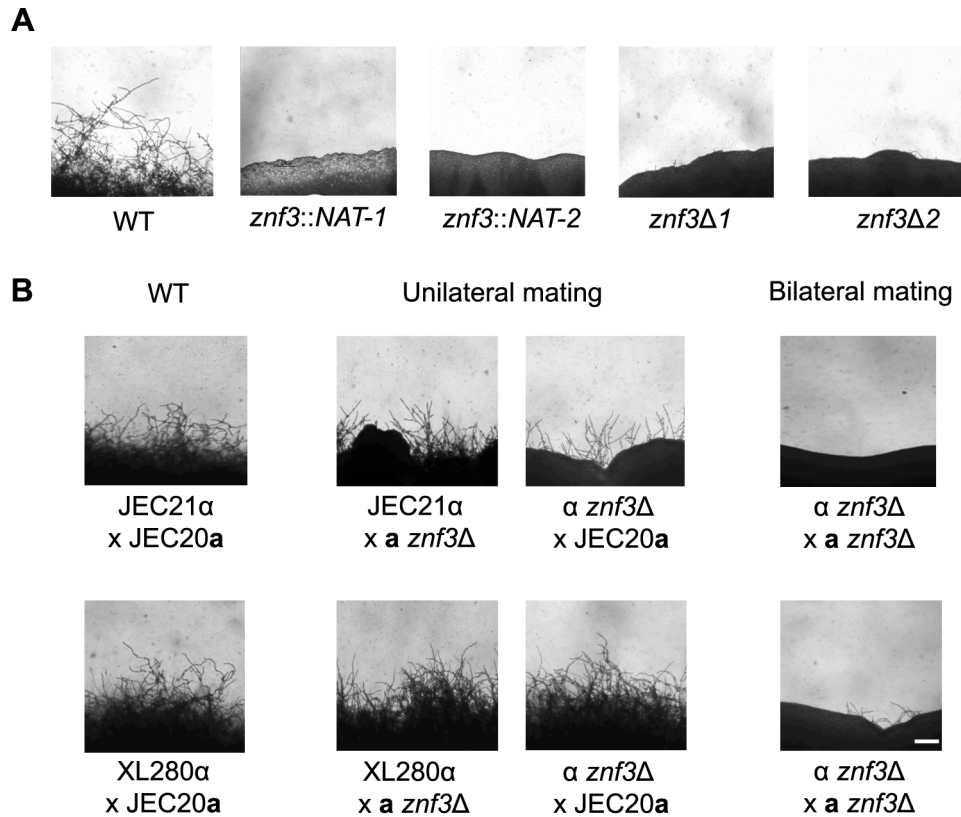 A
WT
znf3::NAT-1
znf3::NAT-2
znf3Δ1
znf3Δ2
B
WT
Unilateral mating
Bilateral mating
JEC21α
x JEC20a
JEC21α
x a znf3Δ
α znf3Δ
x JEC20a
α znf3Δ
x a znf3Δ
XL280α
x JEC20a
XL280α
x a znf3Δ
α znf3Δ
x JEC20a
α znf3Δ
x a znf3Δ